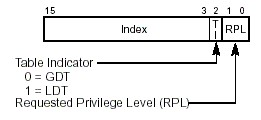 15 3 2 1 0
Index T I RPL
Table Indicator
0 = GDT
1 = LDT
Requested Privilege Level (RPL)